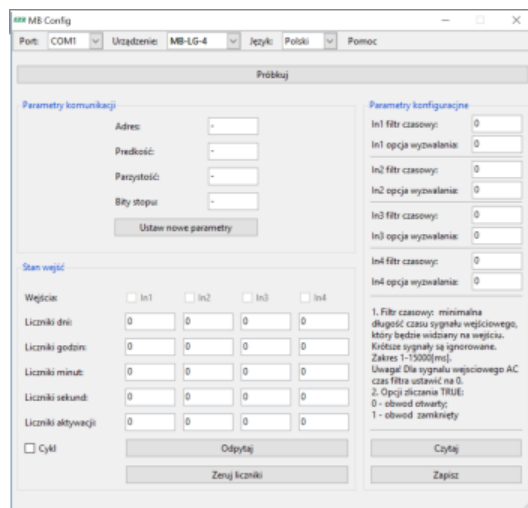 MB Config
Port: COM1 Urządzenie: MB-LG-4 Język: Polski Pomoc
Próbkuj
Parametry komunikacji
Adres: -
Predkość: -
Parzystość: -
Bity stopu: -
Ustaw nowe parametry
Stan wejść
Wejścia: In1 In2 In3 In4
Liczniki dni: 0 0 0 0
Liczniki godzin: 0 0 0 0
Liczniki minut: 0 0 0 0
Liczniki sekund: 0 0 0 0
Liczniki aktywacji: 0 0 0 0
Cykl Odpytaj
Zeruj liczniki
Parametry konfiguracjne
In1 filtr czasowy: 0
In1 opcja wyzwalania: 0
In2 filtr czasowy: 0
In2 opcja wyzwalania: 0
In3 filtr czasowy: 0
In3 opcja wyzwalania: 0
In4 filtr czasowy: 0
In4 opcja wyzwalania: 0
1. Filtr czasowy: minimalna
długość czasu sygnału wejściowego,
który będzie widziany na wejściu.
Krótsze sygnały są ignorowane.
Zakres 1-15000[ms].
Uwaga! Dla sygnalu wejsciowego AC
czas filtra ustawić na 0.
2. Opcji zliczania TRUE:
0 - obwod otwarty;
1 - obwod zamknięty
Czytaj
Zapisz